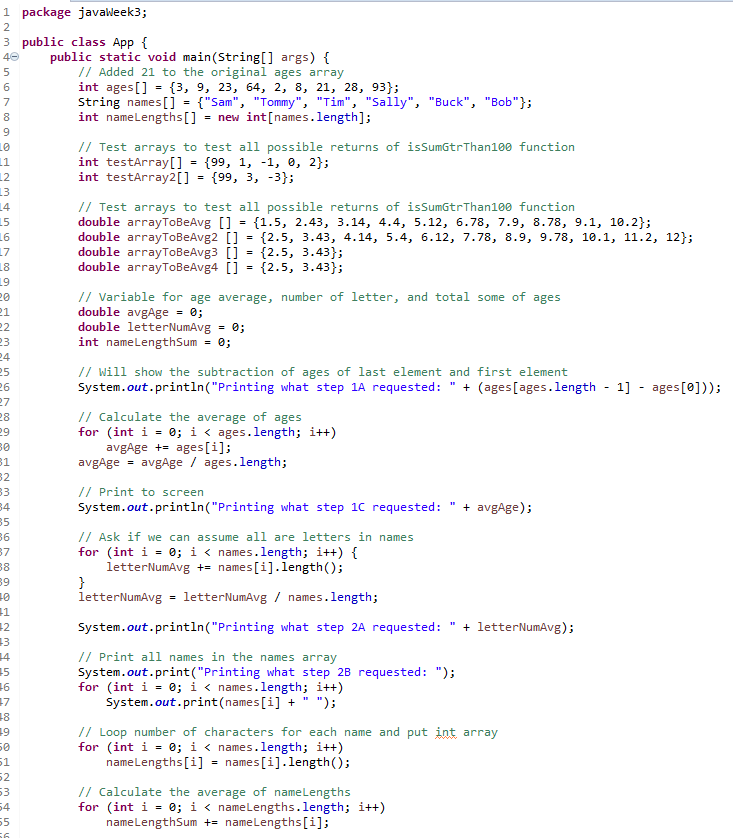 1 package javaWeek3;
2
3 public class App {
4 public static void main(String[] args) {
5 // Added 21 to the original ages array
6 int ages[] = {3, 9, 23, 64, 2, 8, 21, 28, 93};
7 String names[] = {"Sam", "Tommy", "Tim", "Sally", "Buck", "Bob"};
8 int nameLengths[] = new int[names.length];
9
10 // Test arrays to test all possible returns of isSumGtrThan100 function
11 int testArray[] = {99, 1, -1, 0, 2};
12 int testArray2[] = {99, 3, -3};
13
14 // Test arrays to test all possible returns of isSumGtrThan100 function
15 double arrayToBeAvg [] = {1.5, 2.43, 3.14, 4.4, 5.12, 6.78, 7.9, 8.78, 9.1, 10.2};
16 double arrayToBeAvg2 [] = {2.5, 3.43, 4.14, 5.4, 6.12, 7.78, 8.9, 9.78, 10.1, 11.2, 12};
17 double arrayToBeAvg3 [] = {2.5, 3.43};
18 double arrayToBeAvg4 [] = {2.5, 3.43};
19
20 // Variable for age average, number of letter, and total some of ages
21 double avgAge = 0;
22 double letterNumAvg = 0;
23 int nameLengthSum = 0;
24
25 // Will show the subtraction of ages of last element and first element
26 System.out.println("Printing what step 1A requested: " + (ages[ages.length - 1] - ages[0]));
27
28 // Calculate the average of ages
29 for (int i = 0; i < ages.length; i++)
30 avgAge += ages[i];
31 avgAge = avgAge / ages.length;
32
33 // Print to screen
34 System.out.println("Printing what step 1C requested: " + avgAge);
35
36 // Ask if we can assume all are letters in names
37 for (int i = 0; i < names.length; i++) {
38 letterNumAvg += names[i].length();
39 }
40 letterNumAvg = letterNumAvg / names.length;
41
42 System.out.println("Printing what step 2A requested: " + letterNumAvg);
43
44 // Print all names in the names array
45 System.out.print("Printing what step 2B requested: ");
46 for (int i = 0; i < names.length; i++)
47 System.out.print(names[i] + " ");
48
49 // Loop number of characters for each name and put int array
50 for (int i = 0; i < names.length; i++)
51 nameLengths[i] = names[i].length();
52
53 // Calculate the average of nameLengths
54 for (int i = 0; i < nameLengths.length; i++)
55 nameLengthSum += nameLengths[i];